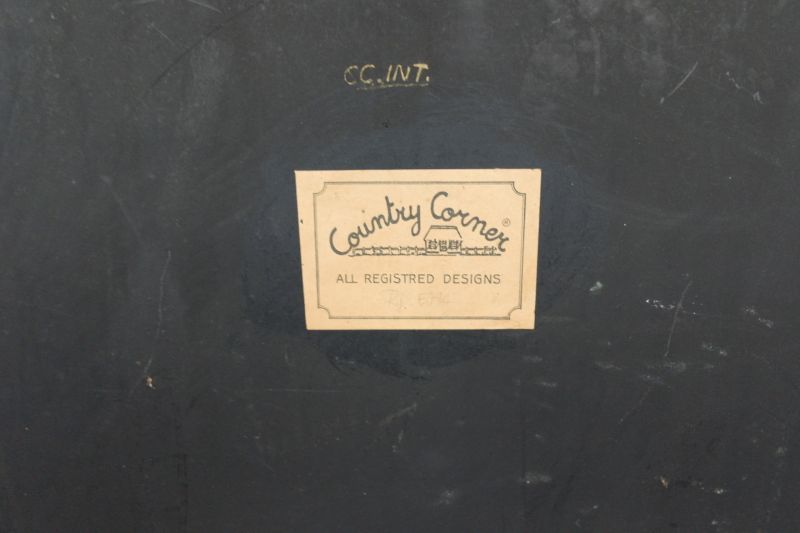 CC.INT.
Country Corner ®
ALL REGISTRED DESIGNS